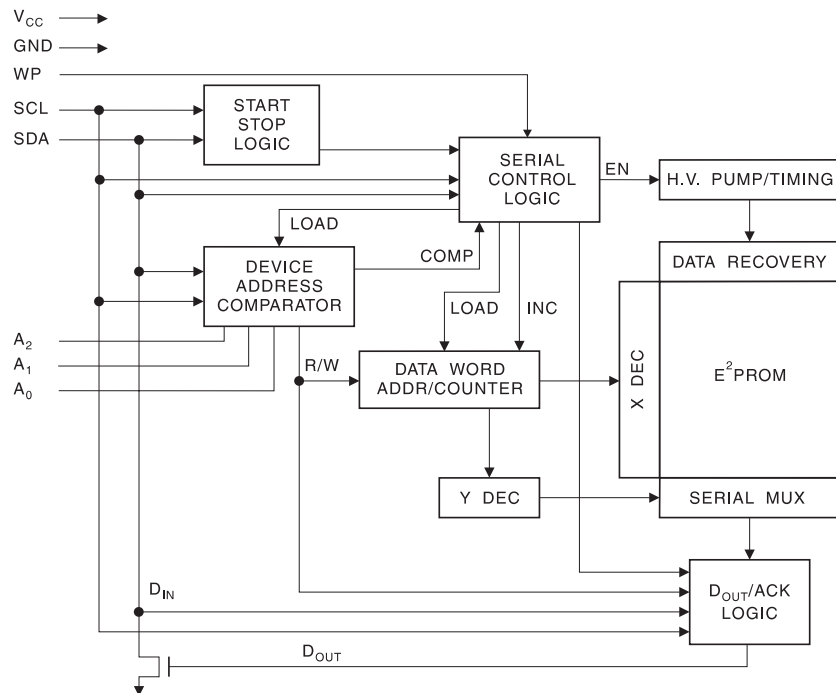 VCC
GND
WP
SCL
SDA
START
STOP
LOGIC
SERIAL
CONTROL
LOGIC
EN
H.V. PUMP/TIMING
LOAD
COMP
DEVICE
ADDRESS
COMPARATOR
LOAD
INC
DATA RECOVERY
A2
A1
A0
R/W
DATA WORD
ADDR/COUNTER
X DEC
E²PROM
Y DEC
SERIAL MUX
DIN
DOUT/ACK
LOGIC
DOUT